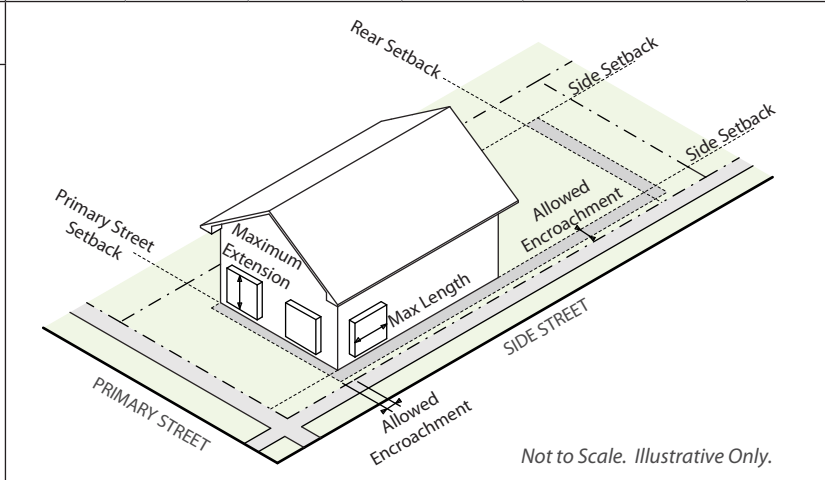 Rear Setback
Side Setback
Side Setback
Primary Street
Setback
Maximum
Extension
Allowed
Encroachment
Max Length
SIDE STREET
PRIMARY STREET
Allowed
Encroachment
Not to Scale. Illustrative Only.